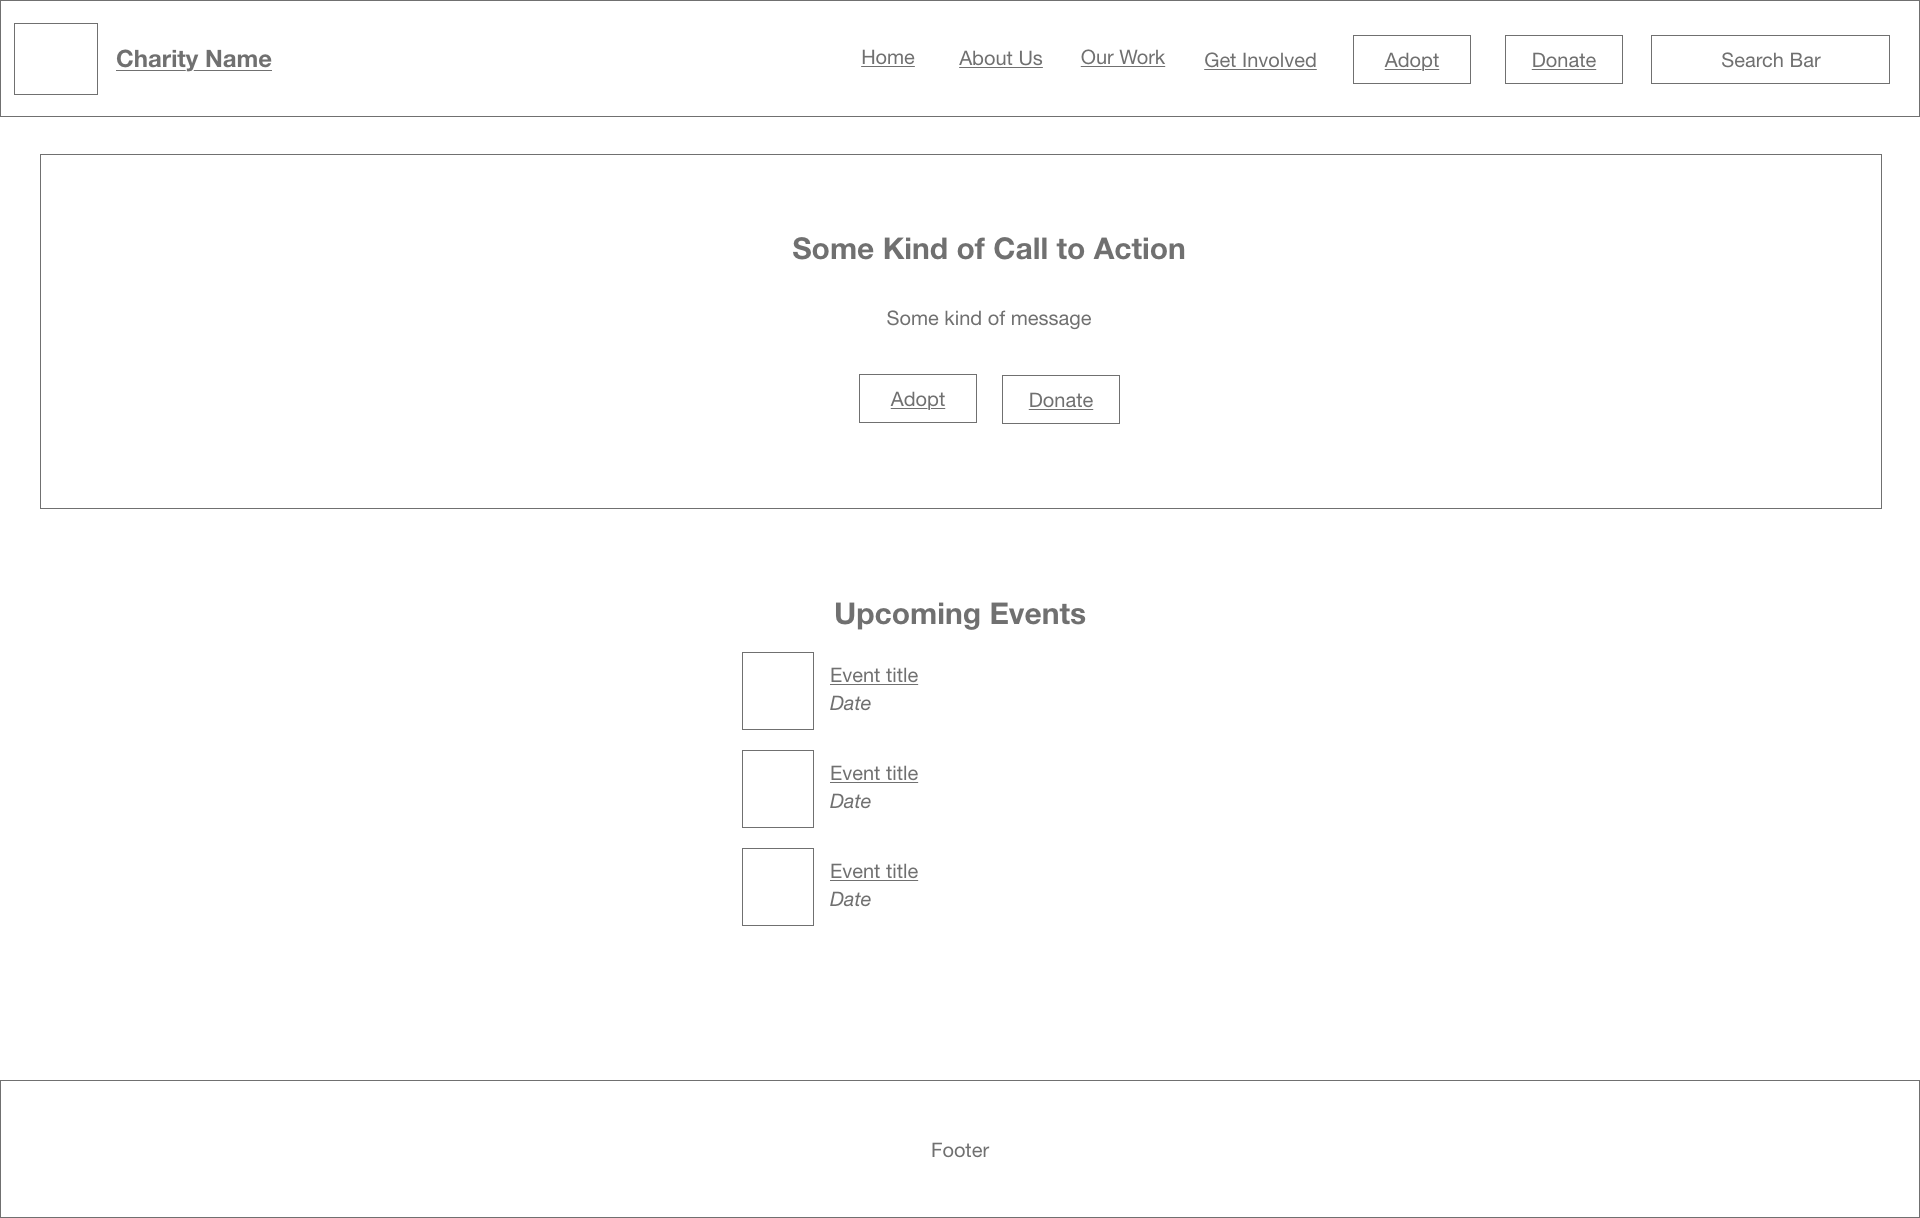 Charity Name
Home
About Us
Our Work
Get Involved
Adopt
Donate
Search Bar
Some Kind of Call to Action
Some kind of message
Adopt
Donate
Upcoming Events
Event title
Date
Event title
Date
Event title
Date
Footer